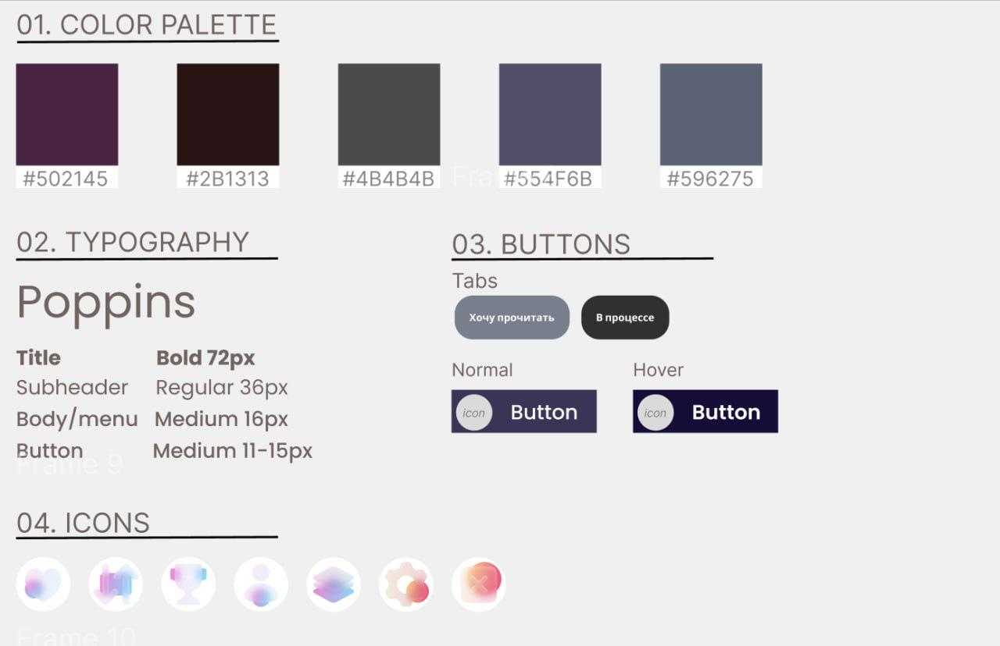 01. COLOR PALETTE
#502145 #2B1313 #4B4B4B #554F6B #596275
02. TYPOGRAPHY
Poppins
Title Bold 72px
Subheader Regular 36px
Body/menu Medium 16px
Button Medium 11-15px
Frame 9
03. BUTTONS
Tabs
Хочу прочитать В процессе
Normal Hover
icon Button icon Button
04. ICONS
Frame 10